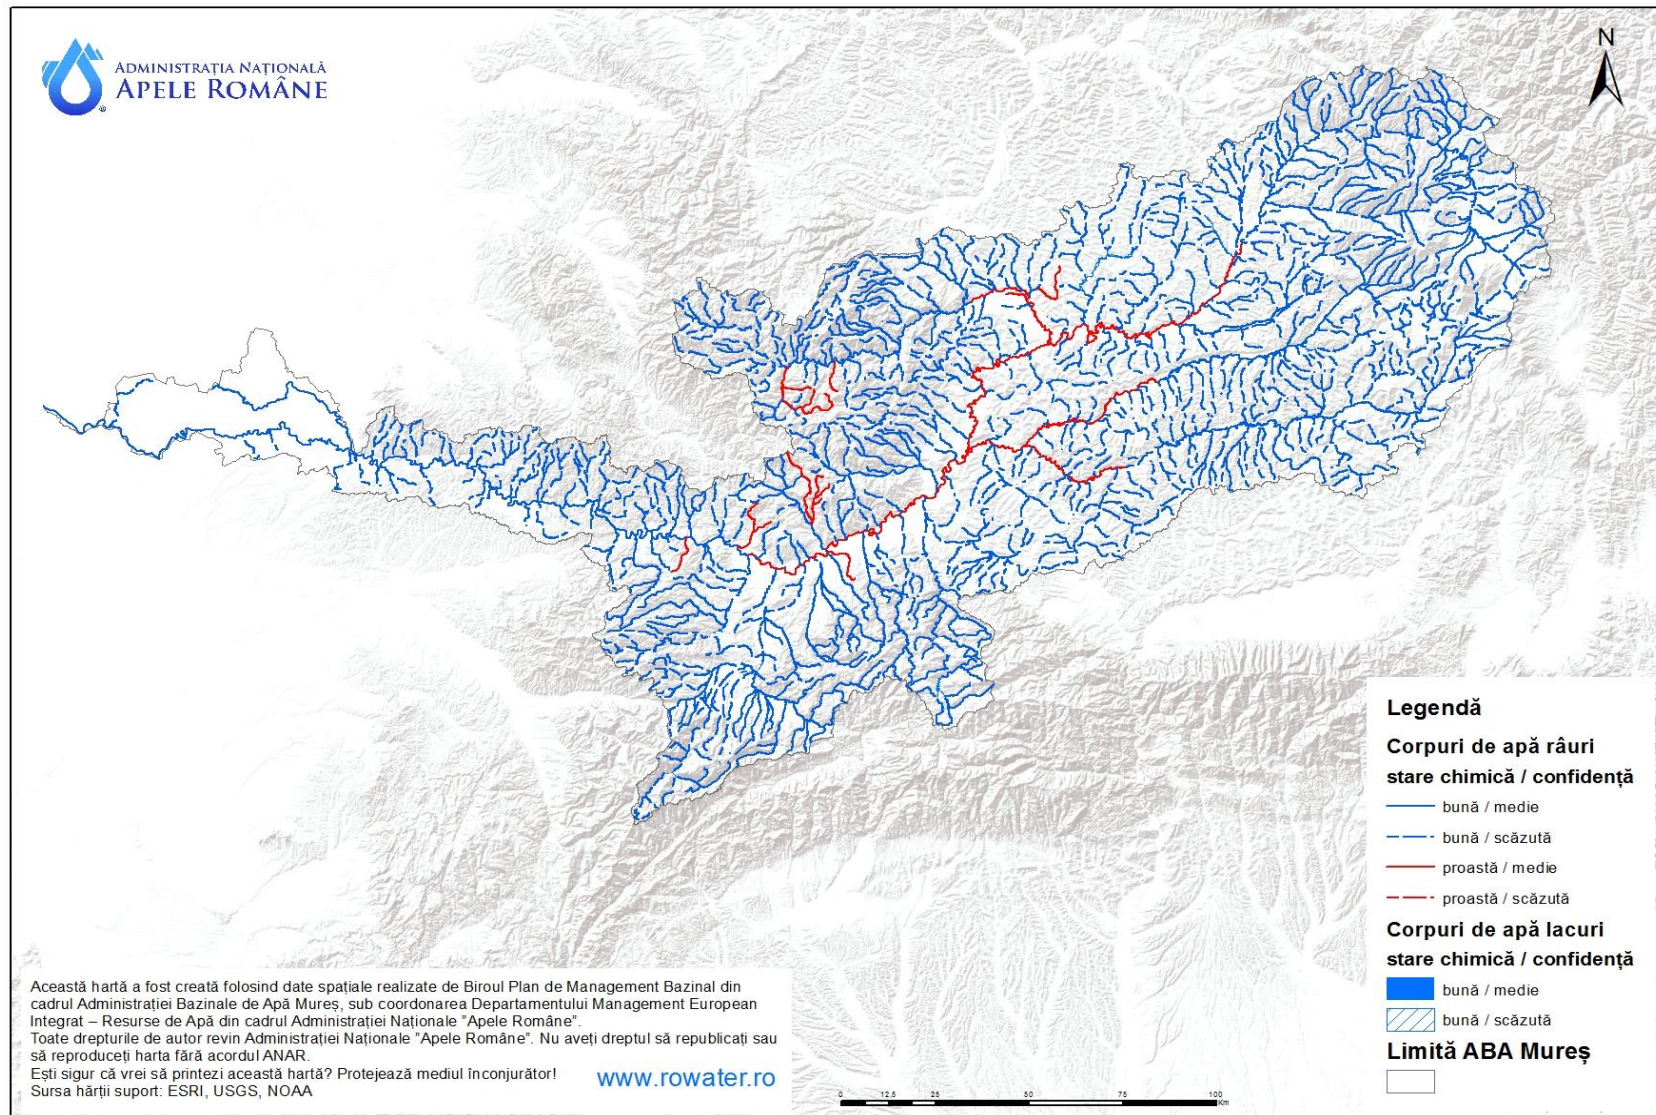 ADMINISTRAȚIA NAȚIONALĂ
APELE ROMÂNE
®
N
Legendă
Corpuri de apă râuri
stare chimică / confidență
bună / medie
bună / scăzută
proastă / medie
proastă / scăzută
Corpuri de apă lacuri
stare chimică / confidență
bună / medie
bună / scăzută
Limită ABA Mureș
Această hartă a fost creată folosind date spațiale realizate de Biroul Plan de Management Bazinal din
cadrul Administrației Bazinale de Apă Mureș, sub coordonarea Departamentului Management European
Integrat – Resurse de Apă din cadrul Administrației Naționale "Apele Române".
Toate drepturile de autor revin Administrației Naționale "Apele Române". Nu aveți dreptul să republicați sau
să reproduceți harta fără acordul ANAR.
Ești sigur că vrei să printezi această hartă? Protejează mediul înconjurător!
Sursa hărții suport: ESRI, USGS, NOAA
www.rowater.ro
0 12,5 25 50 75 100
Km